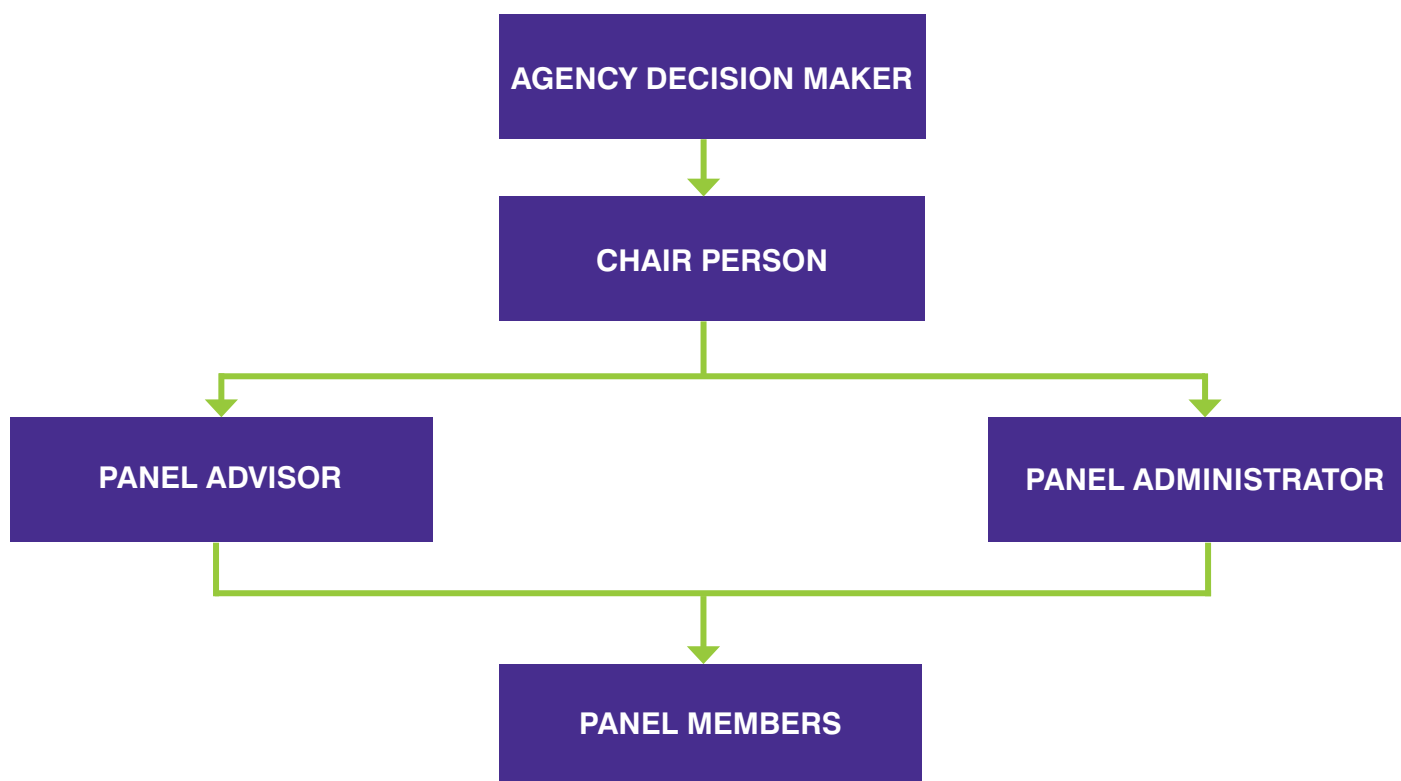 AGENCY DECISION MAKER
CHAIR PERSON
PANEL ADVISOR
PANEL ADMINISTRATOR
PANEL MEMBERS